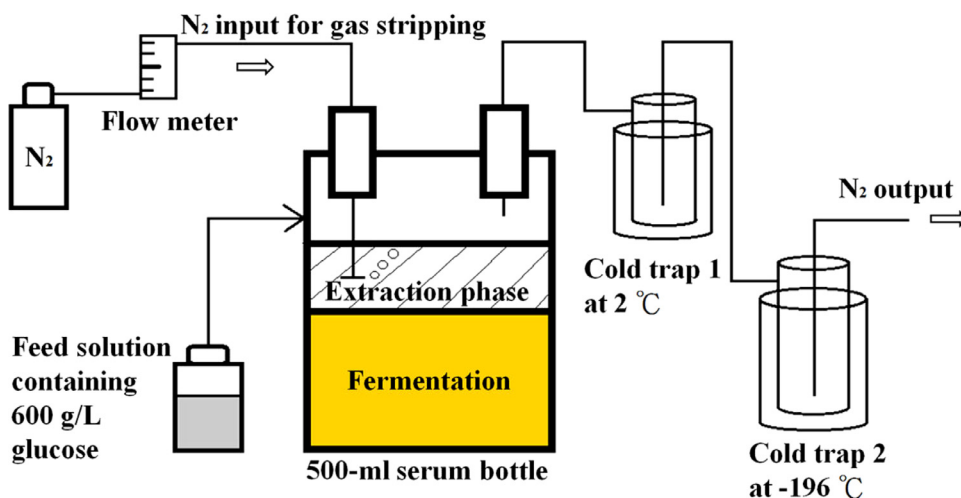 N₂ input for gas stripping
Flow meter
N₂
N₂ output
Cold trap 1
at 2 ℃
Extraction phase
Feed solution
containing
600 g/L
glucose
Fermentation
500-ml serum bottle
Cold trap 2
at -196 ℃